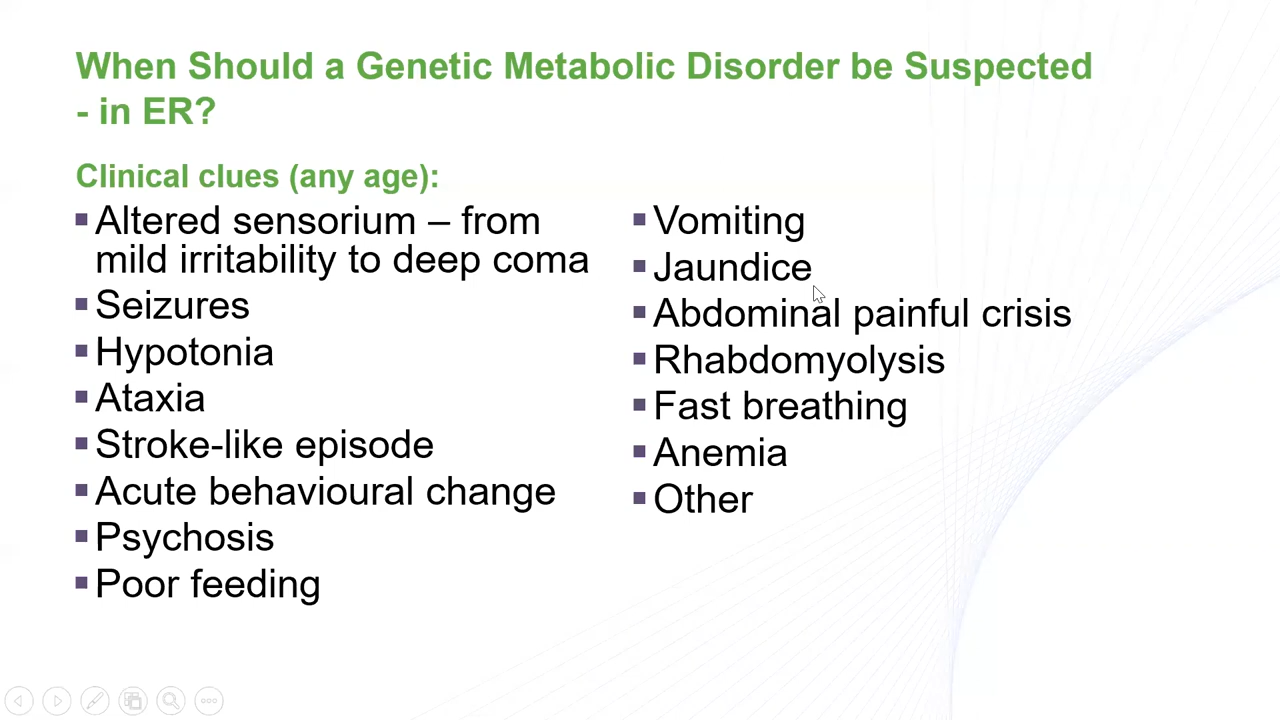 When Should a Genetic Metabolic Disorder be Suspected
- in ER?
Clinical clues (any age):
▪Altered sensorium – from
mild irritability to deep coma
▪Seizures
▪Hypotonia
▪Ataxia
▪Stroke-like episode
▪Acute behavioural change
▪Psychosis
▪Poor feeding
▪Vomiting
▪Jaundice
▪Abdominal painful crisis
▪Rhabdomyolysis
▪Fast breathing
▪Anemia
▪Other